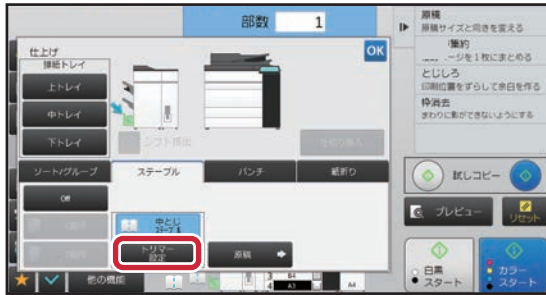 部数 1
原稿
原稿サイズと向きを変える
集約
ページを1枚にまとめる
とじしろ
印刷位置をずらして余白を作る
枠消去
まわりに影ができないようにする
仕上げ
OK
排紙トレイ
上トレイ
中トレイ
下トレイ
シフト排出
ソート/グループ
ステープル
パンチ
紙折り
Off
中とじ
ステープル
トリマー
設定
原稿
試しコピー
プレビュー
リセット
他の機能
3 B4
4 A3
A4
白黒
スタート
カラー
スタート